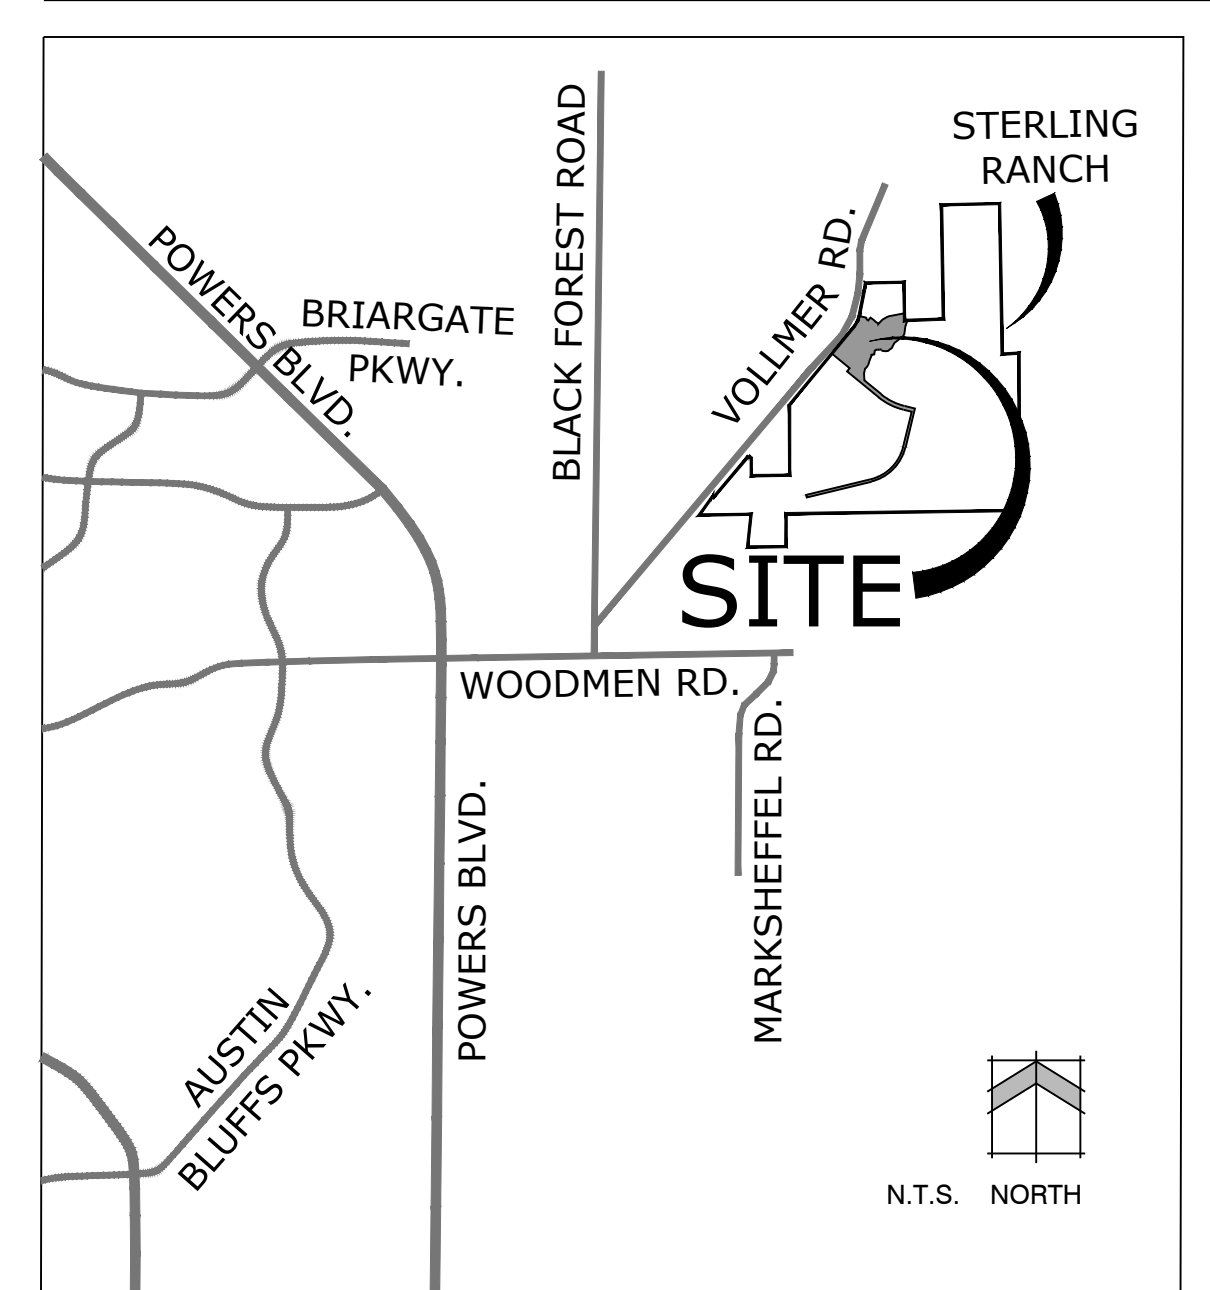 STERLING
RANCH
BLACK FOREST ROAD
VOLLMER RD.
POWERS BLVD.
BRIARGATE
PKWY.
SITE
WOODMEN RD.
MARKSHEFFEL RD.
POWERS BLVD.
AUSTIN
BLUFFS PKWY.
N.T.S. NORTH